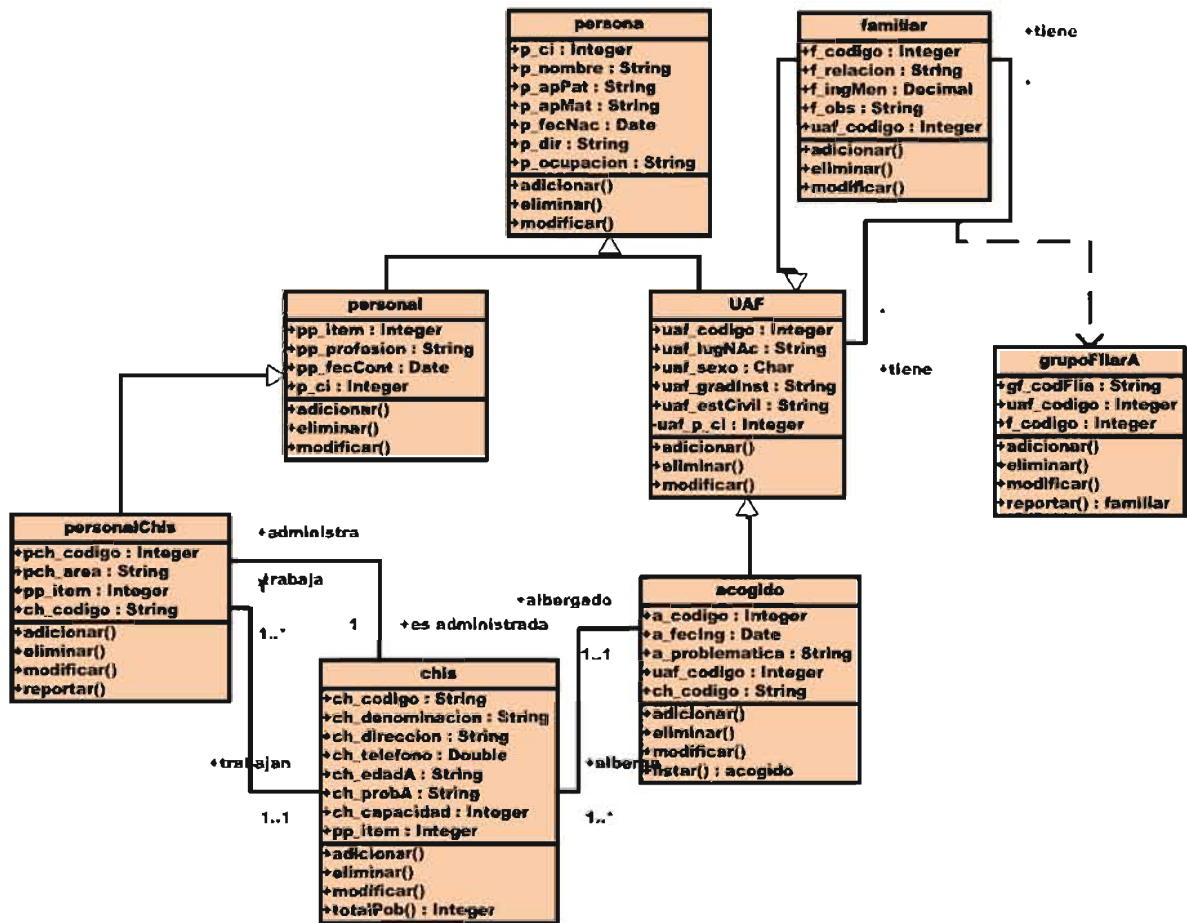 persona
+p_ci : Integer
+p_nombre : String
+p_apPat : String
+p_apMat : String
+p_fecNac : Date
+p_dir : String
+p_ocupacion : String
+adicionar()
+eliminar()
+modificar()
familiar
+f_codigo : Integer
+f_relacion : String
+f_ingMen : Decimal
+f_obs : String
+uaf_codigo : Integer
+adicionar()
+eliminar()
+modificar()
+tiene
*
personal
+pp_item : Integer
+pp_profesion : String
+pp_fecCont : Date
+p_ci : Integer
+adicionar()
+eliminar()
+modificar()
UAF
+uaf_codigo : Integer
+uaf_lugNAc : String
+uaf_sexo : Char
+uaf_gradInst : String
+uaf_estCivil : String
-uaf_p_ci : Integer
+adicionar()
+eliminar()
+modificar()
*
+tiene
grupoFliarA
+gf_codFlia : String
+uaf_codigo : Integer
+f_codigo : Integer
+adicionar()
+eliminar()
+modificar()
+reportar() : familiar
personalChis
+pch_codigo : Integer
+pch_area : String
+pp_item : Integer
+ch_codigo : String
+adicionar()
+eliminar()
+modificar()
+reportar()
+administra
+trabaja
1..*
1
+es administrada
+trabajan
1..1
chis
+ch_codigo : String
+ch_denominacion : String
+ch_direccion : String
+ch_telefono : Double
+ch_edadA : String
+ch_probA : String
+ch_capacidad : Integer
+pp_item : Integer
+adicionar()
+eliminar()
+modificar()
+totalPob() : Integer
+albergado
1..1
+alberga
1..*
acogido
+a_codigo : Integer
+a_fecIng : Date
+a_problematica : String
+uaf_codigo : Integer
+ch_codigo : String
+adicionar()
+eliminar()
+modificar()
+listar() : acogido